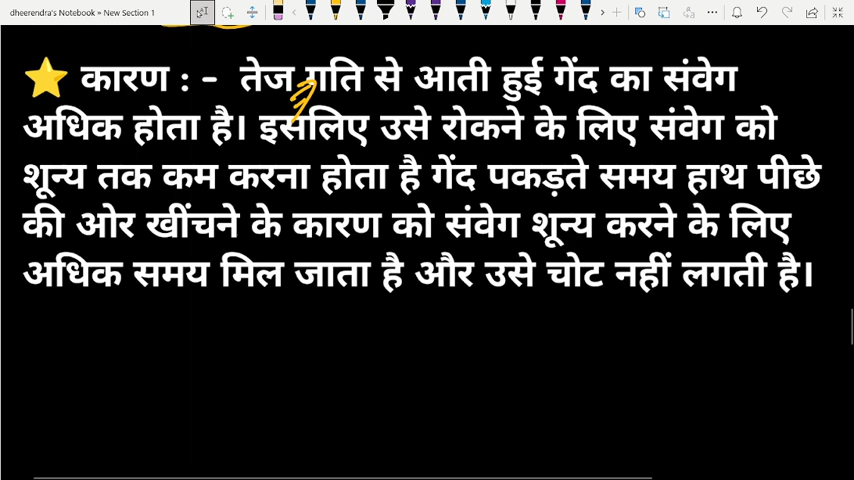 dheerendra's Notebook » New Section 1
कारण : - तेज गति से आती हुई गेंद का संवेग
अधिक होता है। इसलिए उसे रोकने के लिए संवेग को
शून्य तक कम करना होता है गेंद पकड़ते समय हाथ पीछे
की ओर खींचने के कारण को संवेग शून्य करने के लिए
अधिक समय मिल जाता है और उसे चोट नहीं लगती है।